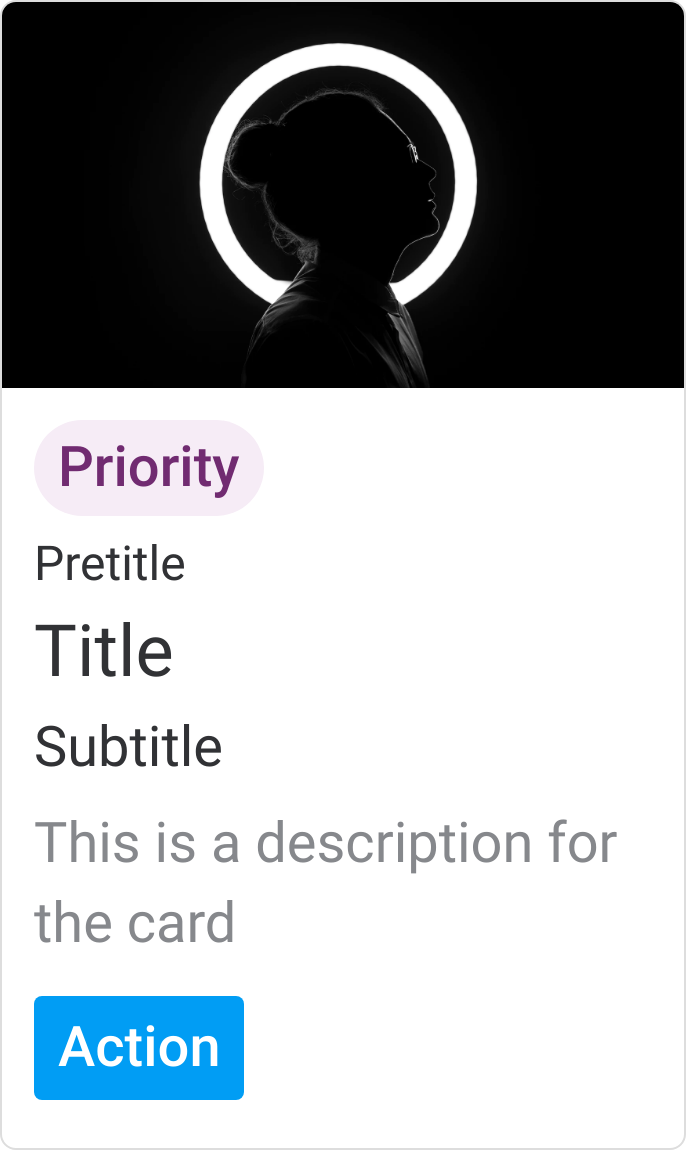 Priority
Pretitle
Title
Subtitle
This is a description for
the card
Action